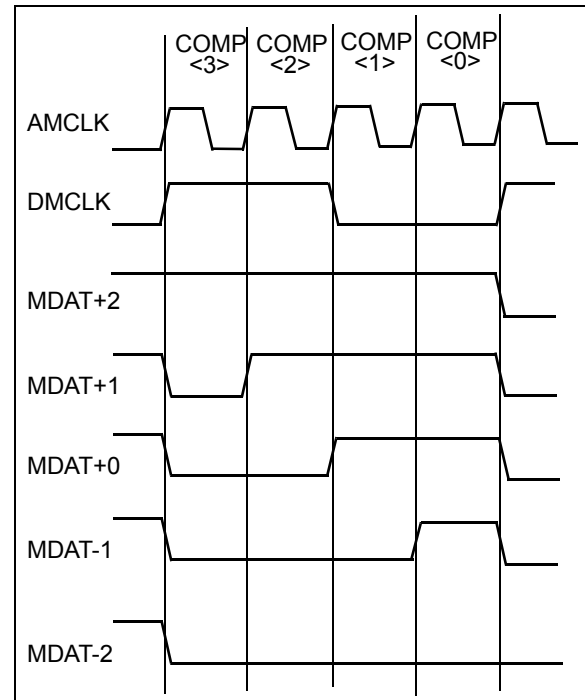 COMP COMP COMP COMP
<3> <2> <1> <0>
AMCLK
DMCLK
MDAT+2
MDAT+1
MDAT+0
MDAT-1
MDAT-2